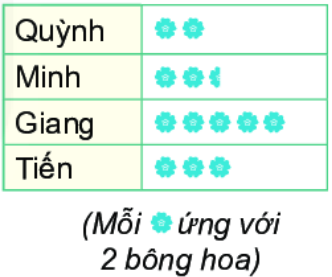 Quỳnh
Minh
Giang
Tiến
(Mỗi ứng với
2 bông hoa)